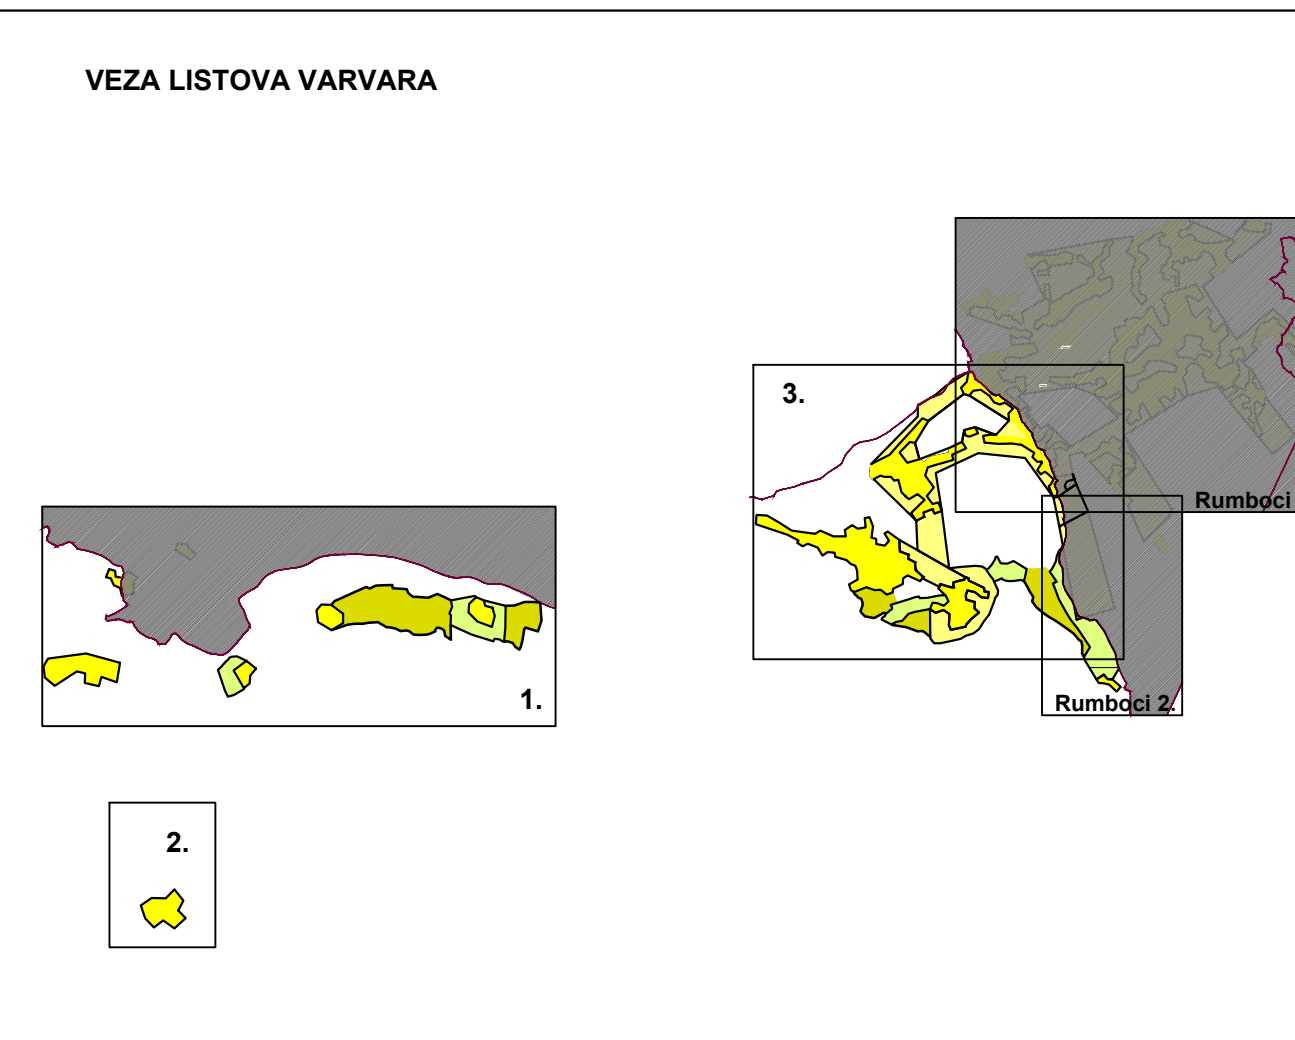 VEZA LISTOVA VARVARA
3.
Rumboci
1.
Rumboci 2.
2.